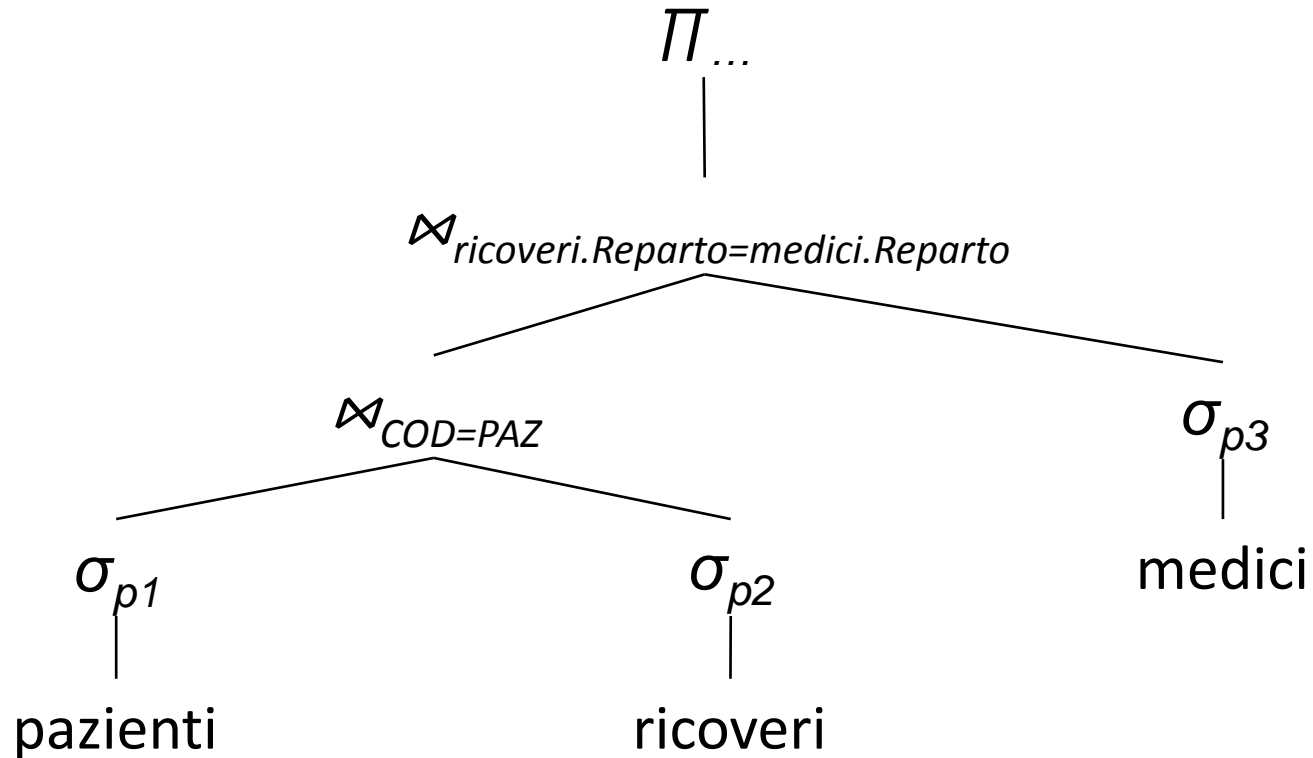 ∏...
⋈ricoveri.Reparto=medici.Reparto
⋈COD=PAZ
σp3
σp1
σp2
medici
pazienti
ricoveri